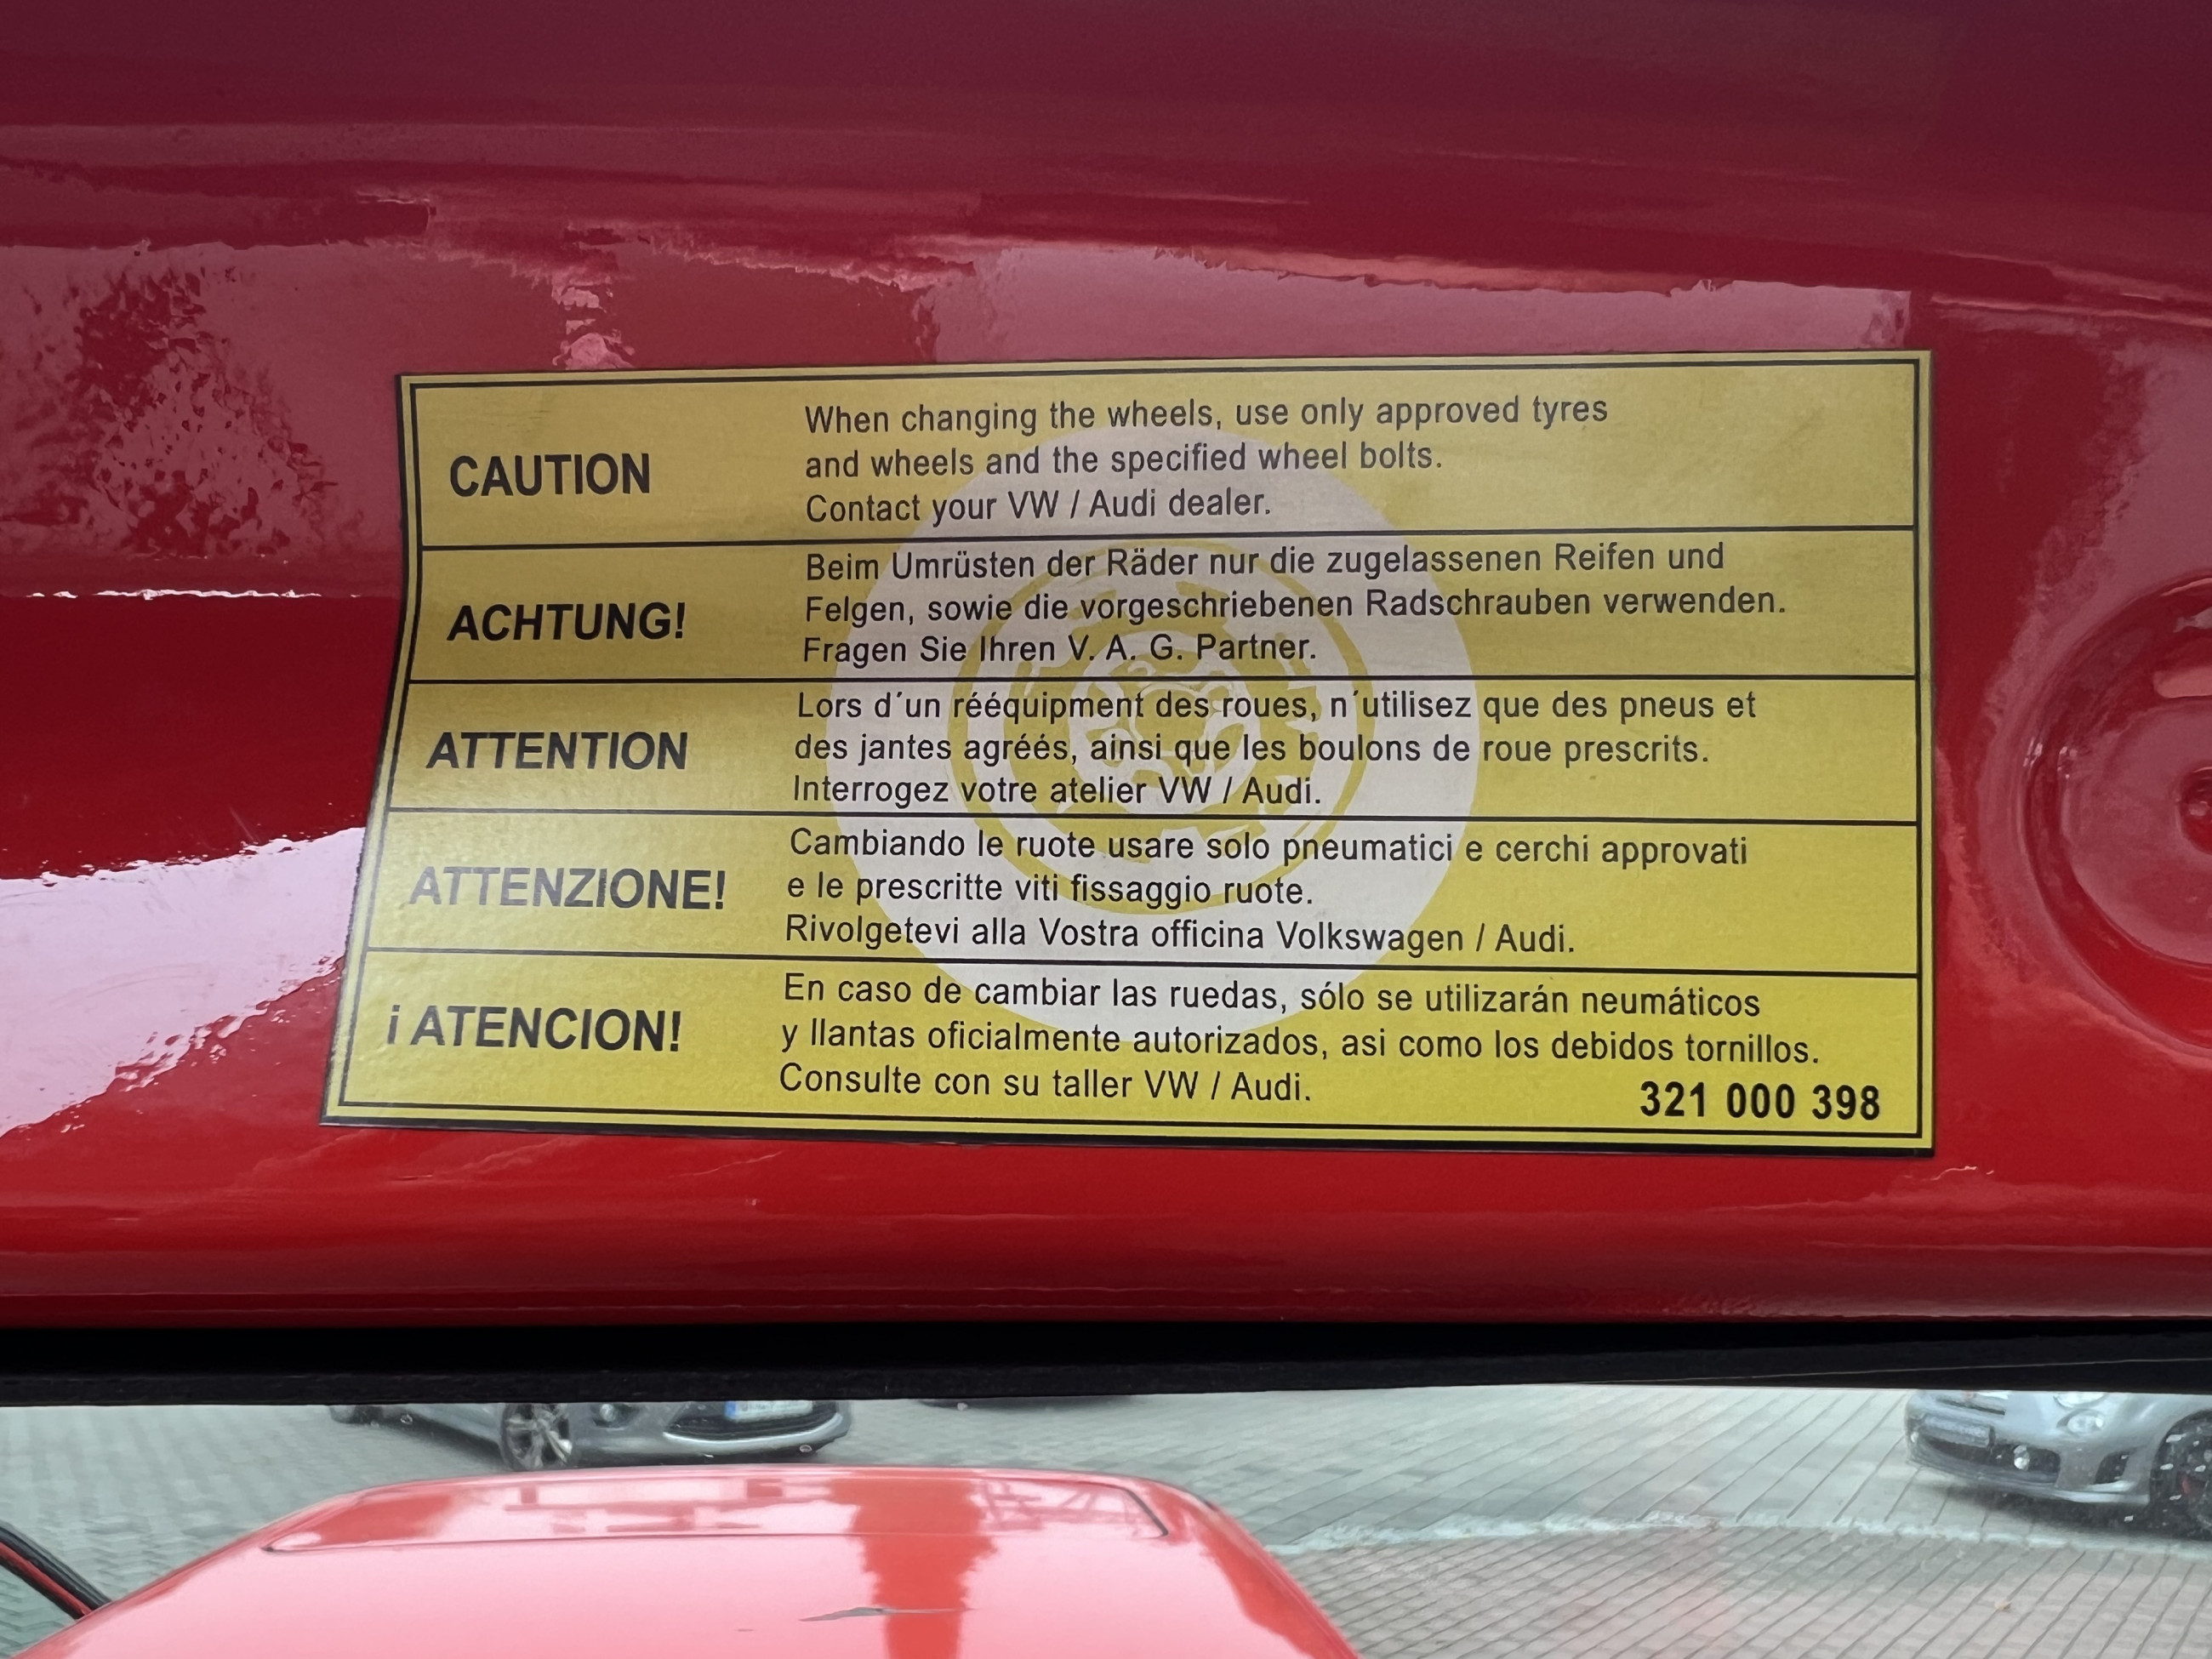 CAUTION
When changing the wheels, use only approved tyres
and wheels and the specified wheel bolts.
Contact your VW / Audi dealer.
ACHTUNG!
Beim Umrüsten der Räder nur die zugelassenen Reifen und
Felgen, sowie die vorgeschriebenen Radschrauben verwenden.
Fragen Sie Ihren V. A. G. Partner.
ATTENTION
Lors d´un rééquipment des roues, n´utilisez que des pneus et
des jantes agréés, ainsi que les boulons de roue prescrits.
Interrogez votre atelier VW / Audi.
ATTENZIONE!
Cambiando le ruote usare solo pneumatici e cerchi approvati
e le prescritte viti fissaggio ruote.
Rivolgetevi alla Vostra officina Volkswagen / Audi.
¡ ATENCION!
En caso de cambiar las ruedas, sólo se utilizarán neumáticos
y llantas oficialmente autorizados, asi como los debidos tornillos.
Consulte con su taller VW / Audi.
321 000 398